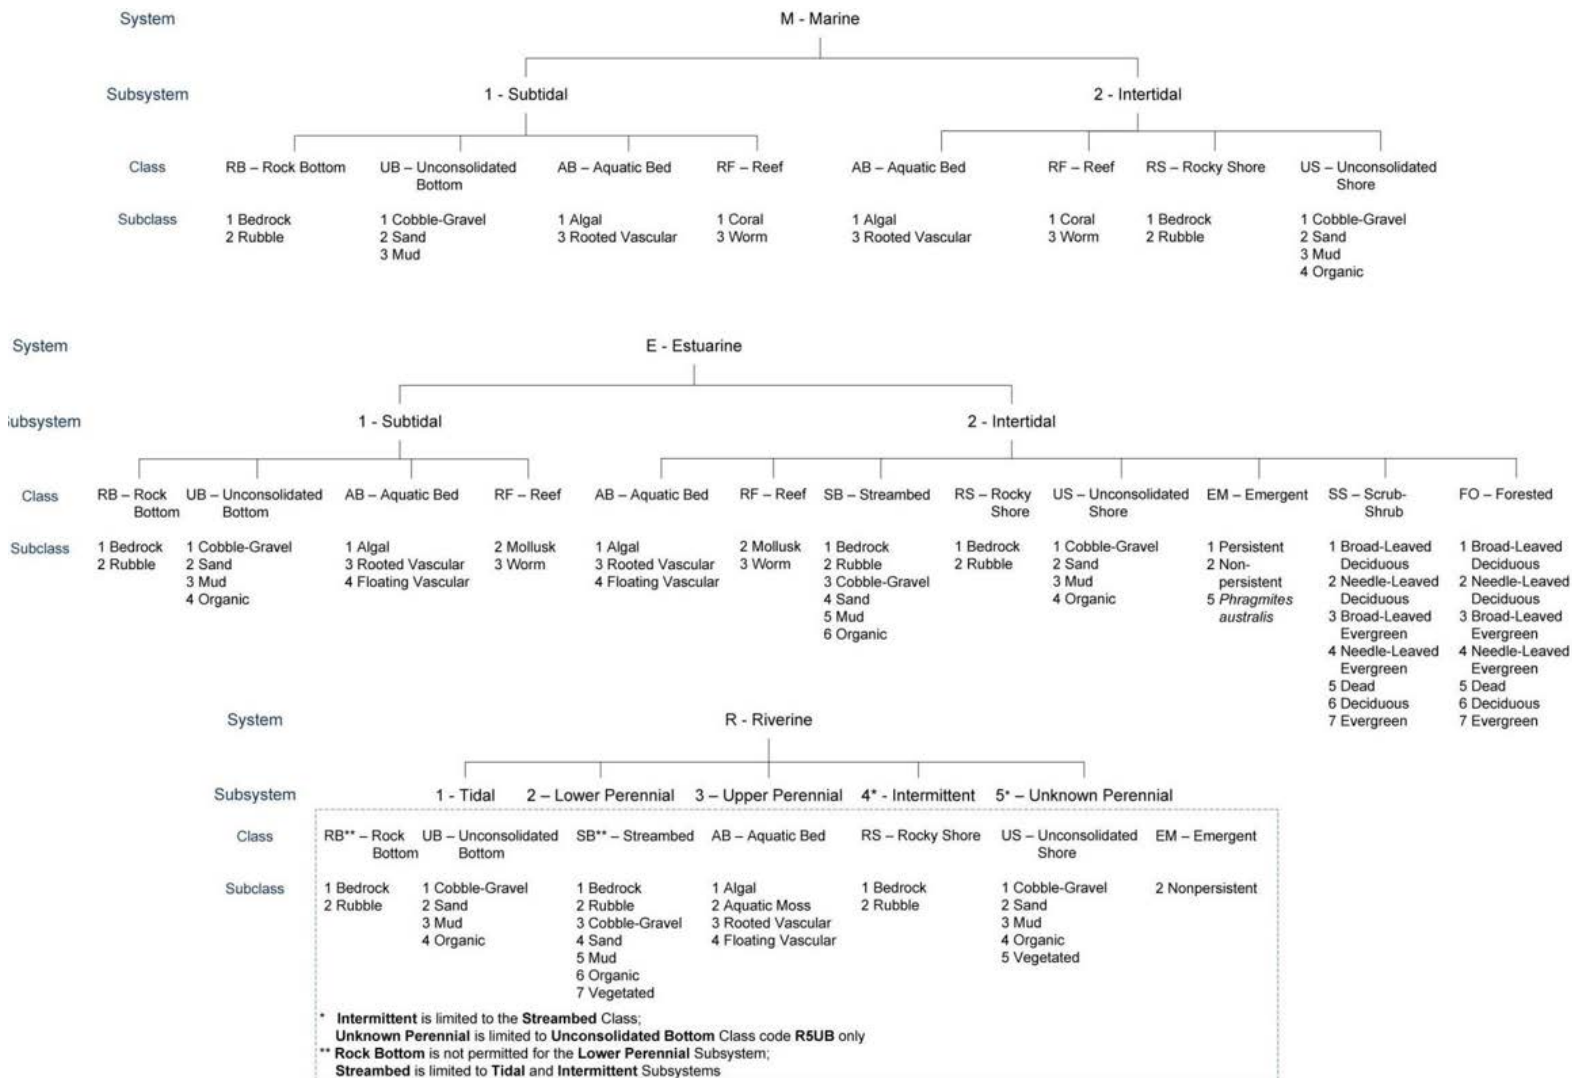 System M - Marine
Subsystem 1 - Subtidal 2 - Intertidal
Class RB – Rock Bottom UB – Unconsolidated Bottom AB – Aquatic Bed RF – Reef AB – Aquatic Bed RF – Reef RS – Rocky Shore US – Unconsolidated Shore
Subclass 1 Bedrock 1 Cobble-Gravel 1 Algal 1 Coral 1 Algal 1 Coral 1 Bedrock 1 Cobble-Gravel
2 Rubble 2 Sand 3 Rooted Vascular 3 Worm 3 Rooted Vascular 3 Worm 2 Rubble 2 Sand
3 Mud 3 Mud
4 Organic
System E - Estuarine
ubsystem 1 - Subtidal 2 - Intertidal
Class RB – Rock Bottom UB – Unconsolidated Bottom AB – Aquatic Bed RF – Reef AB – Aquatic Bed RF – Reef SB – Streambed RS – Rocky Shore US – Unconsolidated Shore EM – Emergent SS – Scrub-Shrub FO – Forested
Subclass 1 Bedrock 1 Cobble-Gravel 1 Algal 2 Mollusk 1 Algal 2 Mollusk 1 Bedrock 1 Bedrock 1 Cobble-Gravel 1 Persistent 1 Broad-Leaved 1 Broad-Leaved
2 Rubble 2 Sand 3 Rooted Vascular 3 Worm 3 Rooted Vascular 3 Worm 2 Rubble 2 Rubble 2 Sand 2 Non- Deciduous Deciduous
3 Mud 4 Floating Vascular 4 Floating Vascular 3 Cobble-Gravel 3 Mud persistent 2 Needle-Leaved 2 Needle-Leaved
4 Organic 4 Sand 4 Organic 5 Phragmites Deciduous Deciduous
5 Mud australis 3 Broad-Leaved 3 Broad-Leaved
6 Organic Evergreen Evergreen
4 Needle-Leaved 4 Needle-Leaved
Evergreen Evergreen
5 Dead 5 Dead
6 Deciduous 6 Deciduous
7 Evergreen 7 Evergreen
System R - Riverine
Subsystem 1 - Tidal 2 – Lower Perennial 3 – Upper Perennial 4* - Intermittent 5* – Unknown Perennial
Class RB** – Rock Bottom UB – Unconsolidated Bottom SB** – Streambed AB – Aquatic Bed RS – Rocky Shore US – Unconsolidated Shore EM – Emergent
Subclass 1 Bedrock 1 Cobble-Gravel 1 Bedrock 1 Algal 1 Bedrock 1 Cobble-Gravel 2 Nonpersistent
2 Rubble 2 Sand 2 Rubble 2 Aquatic Moss 2 Rubble 2 Sand
3 Mud 3 Cobble-Gravel 3 Rooted Vascular 3 Mud
4 Organic 4 Sand 4 Floating Vascular 4 Organic
5 Mud 5 Vegetated
6 Organic
7 Vegetated
* Intermittent is limited to the Streambed Class;
Unknown Perennial is limited to Unconsolidated Bottom Class code R5UB only
** Rock Bottom is not permitted for the Lower Perennial Subsystem;
Streambed is limited to Tidal and Intermittent Subsystems